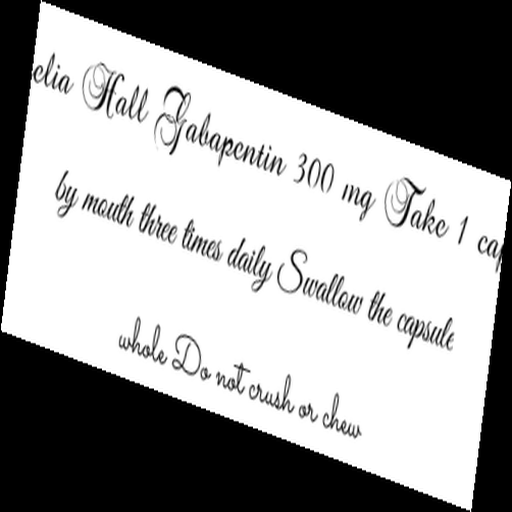 Hall Gabapentin 300 mg Take 1
by mouth three times daily Swallow the capsule
whole Do not crush or chew